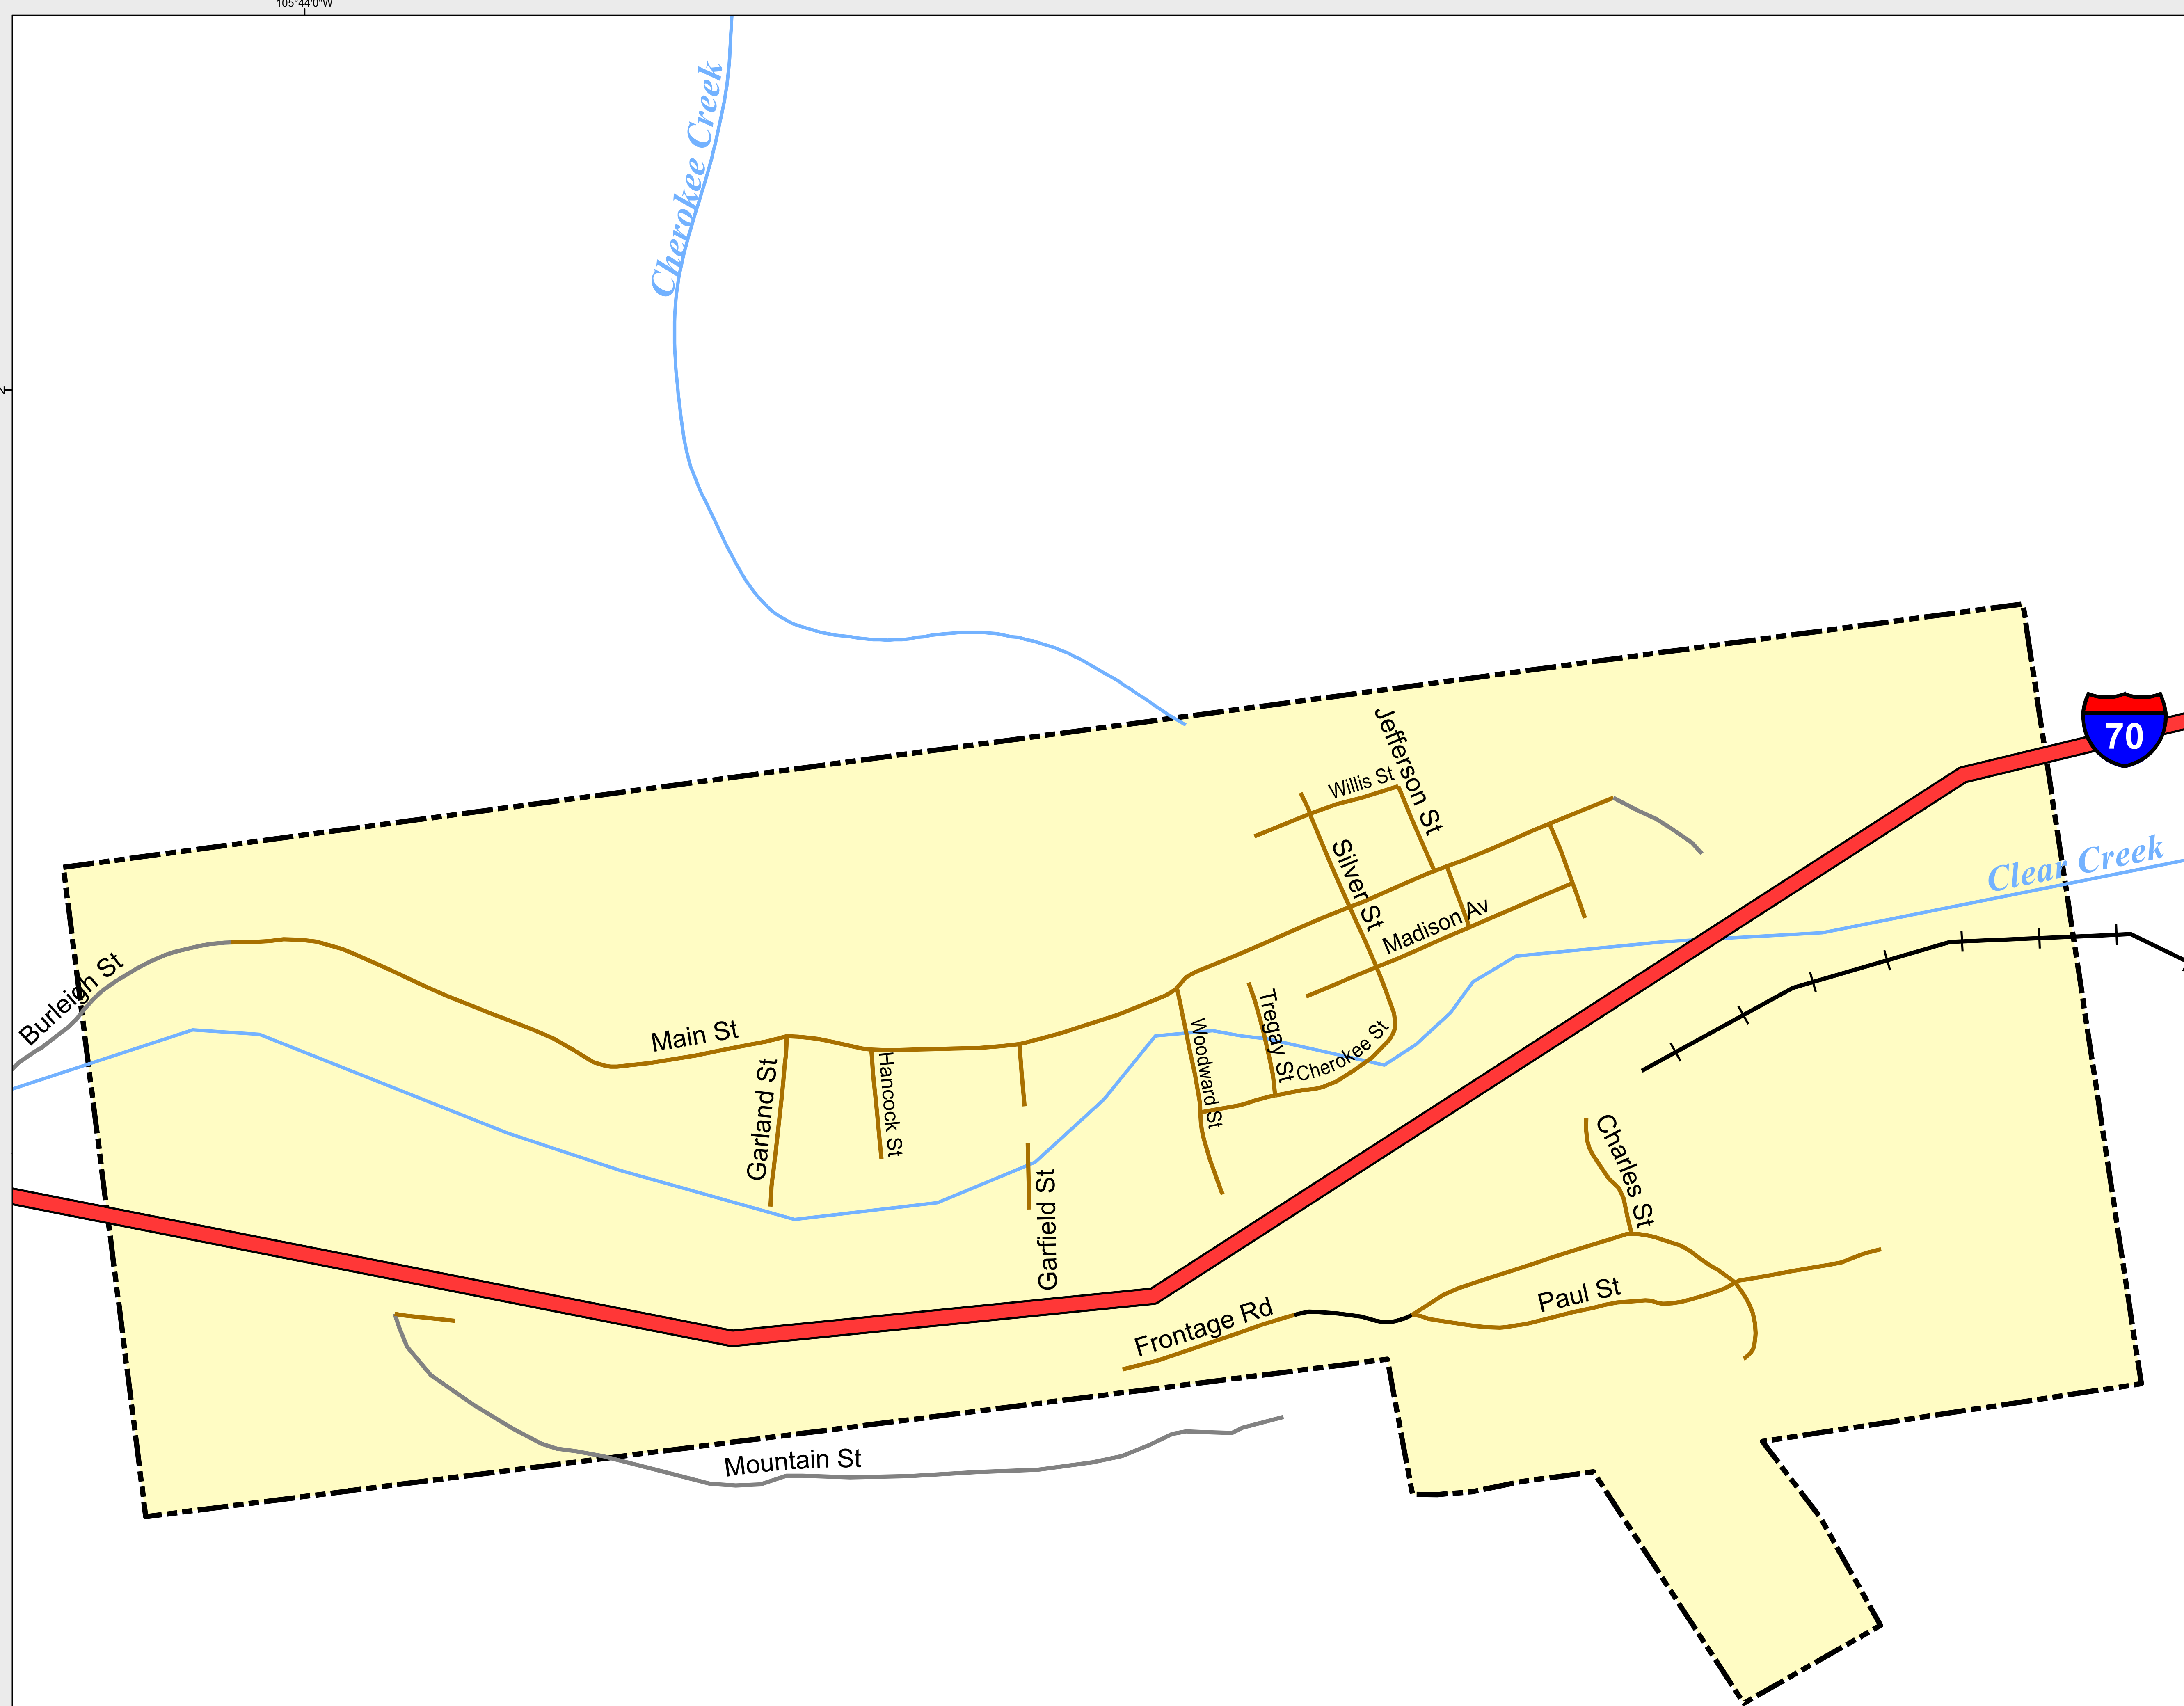 105°44'0"W
Cherokee Creek
N
Jefferson St
70
Willis St
Silver St
Clear Creek
Madison Av
Burleigh St
Main St
Tregay St
Woodward St
Cherokee St
Garland St
Hancock St
Charles St
Garfield St
Paul St
Frontage Rd
Mountain St